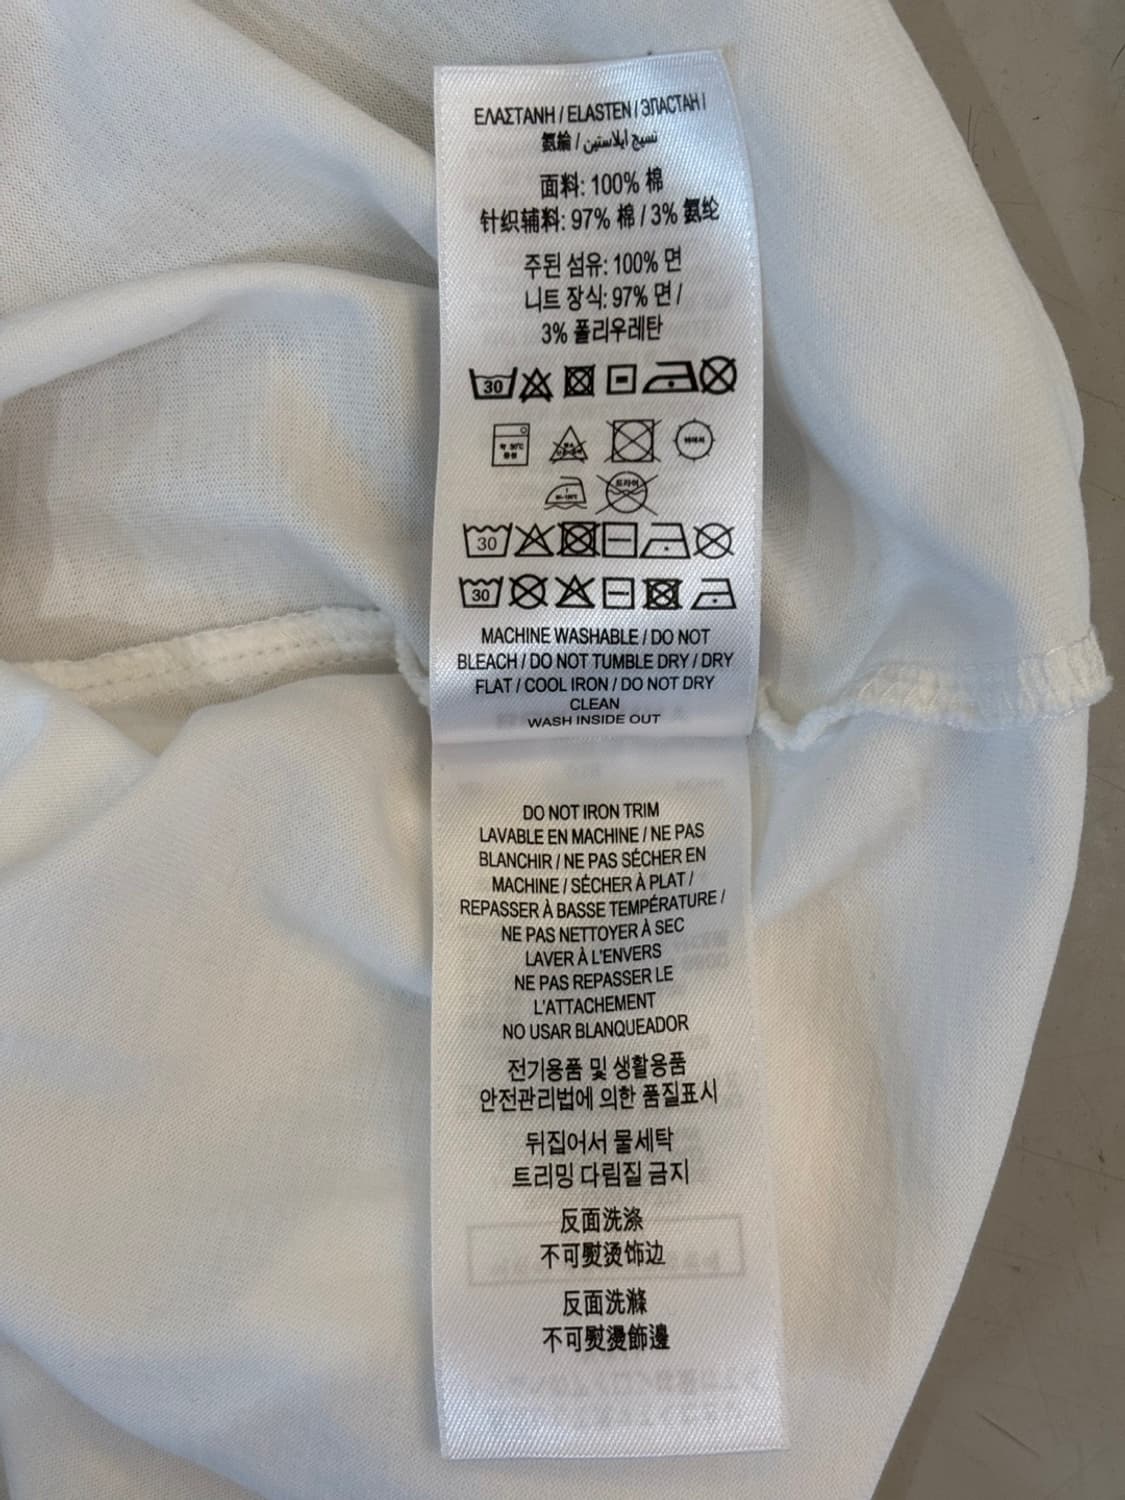 ΕΛΑΣΤΑΝΗ / ELASTEN / ЭЛАСТАН /
氨綸 / نسيج إيلاستين
面料: 100% 棉
针织辅料: 97% 棉 / 3% 氨纶
주된 섬유: 100% 면
니트 장식: 97% 면 /
3% 폴리우레탄
30
30
30
MACHINE WASHABLE / DO NOT
BLEACH / DO NOT TUMBLE DRY / DRY
FLAT / COOL IRON / DO NOT DRY
CLEAN
WASH INSIDE OUT
DO NOT IRON TRIM
LAVABLE EN MACHINE / NE PAS
BLANCHIR / NE PAS SÉCHER EN
MACHINE / SÉCHER À PLAT /
REPASSER À BASSE TEMPÉRATURE /
NE PAS NETTOYER À SEC
LAVER À L'ENVERS
NE PAS REPASSER LE
L'ATTACHEMENT
NO USAR BLANQUEADOR
전기용품 및 생활용품
안전관리법에 의한 품질표시
뒤집어서 물세탁
트리밍 다림질 금지
反面洗涤
不可熨烫饰边
反面洗滌
不可熨燙飾邊